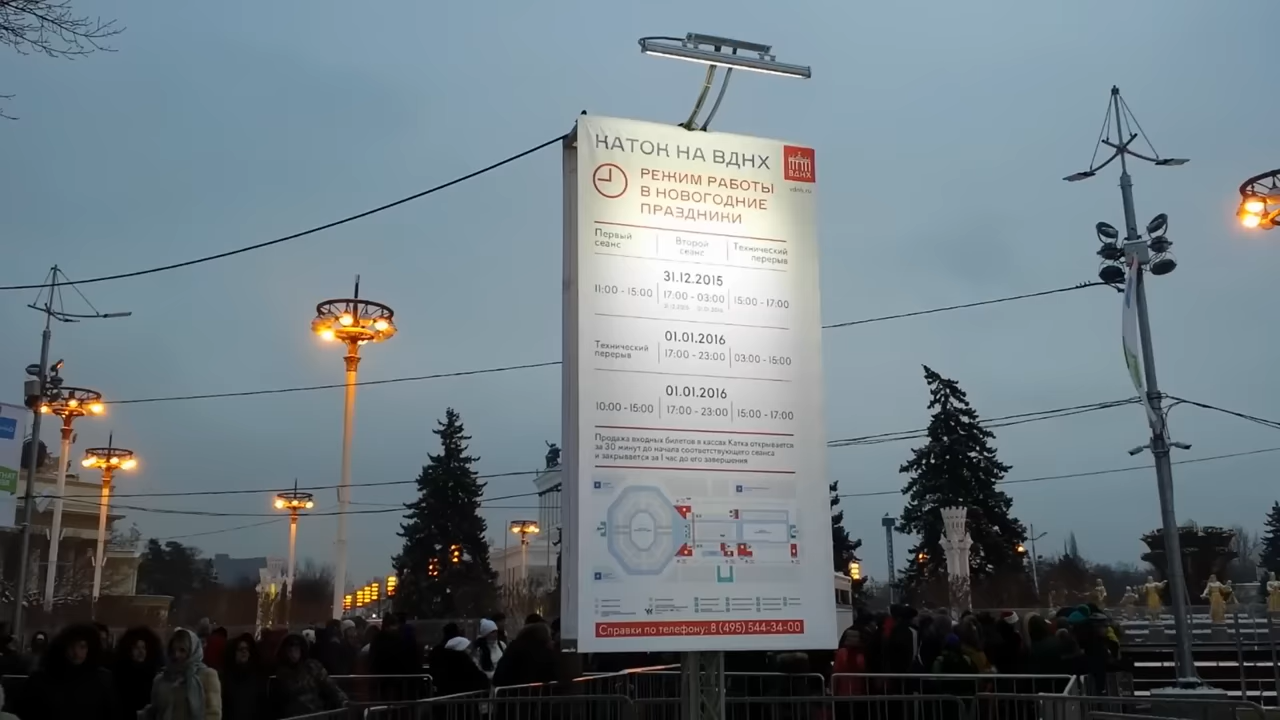 КАТОК НА ВДНХ
ВДНХ
vdnh.ru
РЕЖИМ РАБОТЫ
В НОВОГОДНИЕ
ПРАЗДНИКИ
Первый сеанс
Второй сеанс
Технический перерыв
31.12.2015
11:00 - 15:00 17:00 - 03:00 15:00 - 17:00
01.01.2016
Технический перерыв 17:00 - 23:00 03:00 - 15:00
01.01.2016
10:00 - 15:00 17:00 - 23:00 15:00 - 17:00
Продажа входных билетов в кассах Катка открывается
за 30 минут до начала соответствующего сеанса
и закрывается за 1 час до его завершения
Справки по телефону: 8 (495) 544-34-00